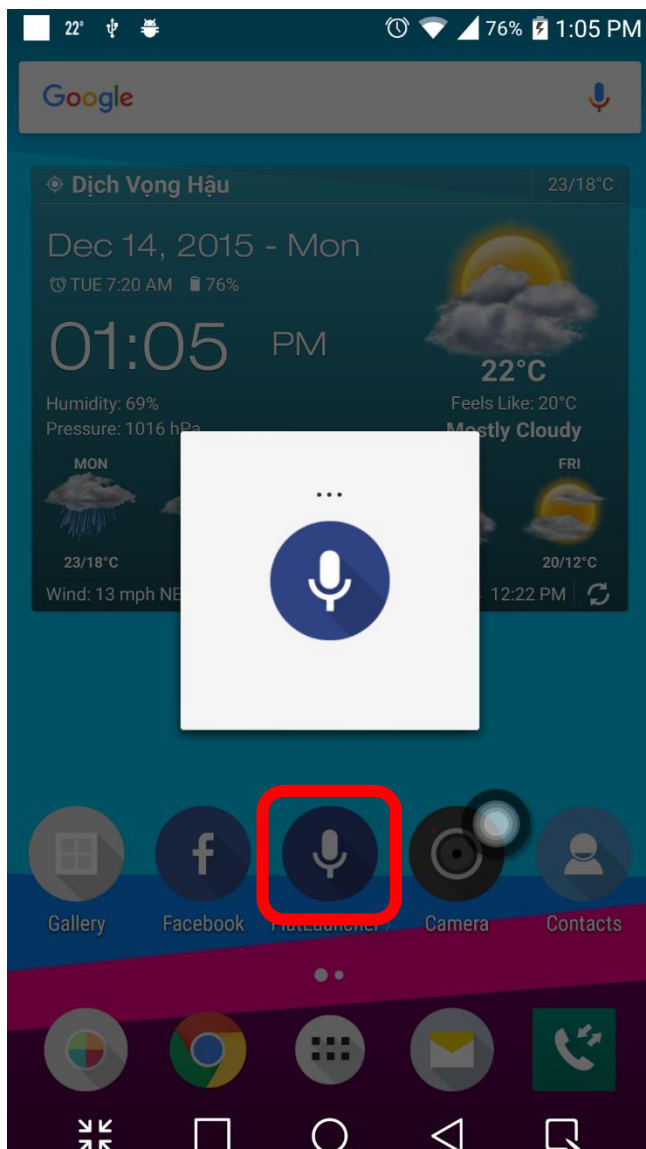 22° 76% 1:05 PM
Google
Dịch Vọng Hậu 23/18°C
Dec 14, 2015 - Mon
TUE 7:20 AM 76%
01:05 PM
22°C
Humidity: 69% Feels Like: 20°C
Pressure: 1016 hPa Mostly Cloudy
MON FRI
...
23/18°C 20/12°C
Wind: 13 mph NE 12:22 PM
Gallery Facebook Camera Contacts